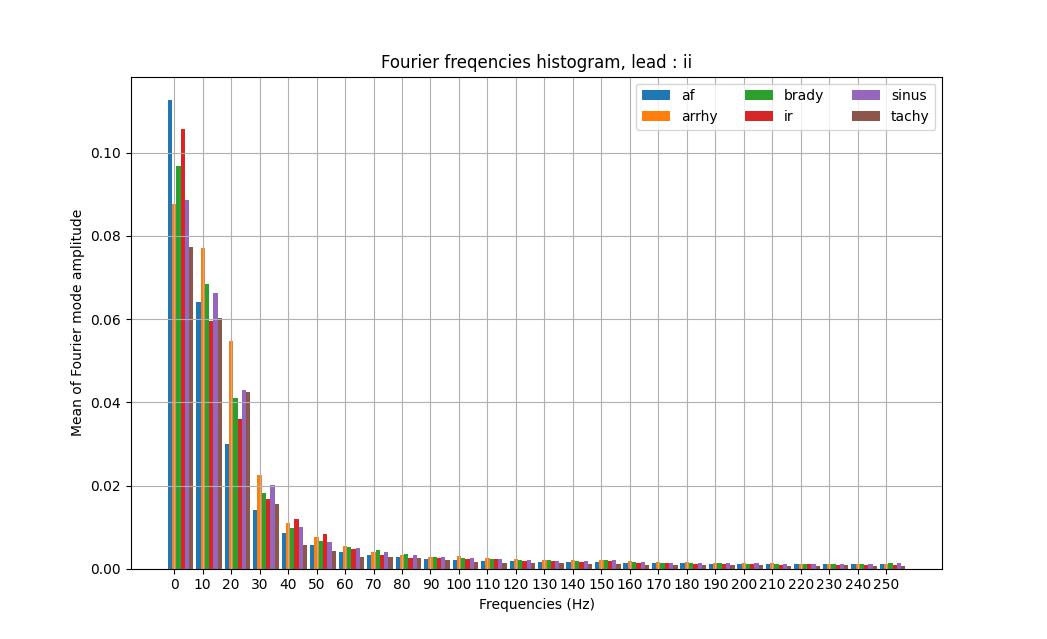 Fourier freqencies histogram, lead : ii
af
arrhy
brady
ir
sinus
tachy
Mean of Fourier mode amplitude
0.10
0.08
0.06
0.04
0.02
0.00
0 10 20 30 40 50 60 70 80 90 100 110 120 130 140 150 160 170 180 190 200 210 220 230 240 250
Frequencies (Hz)